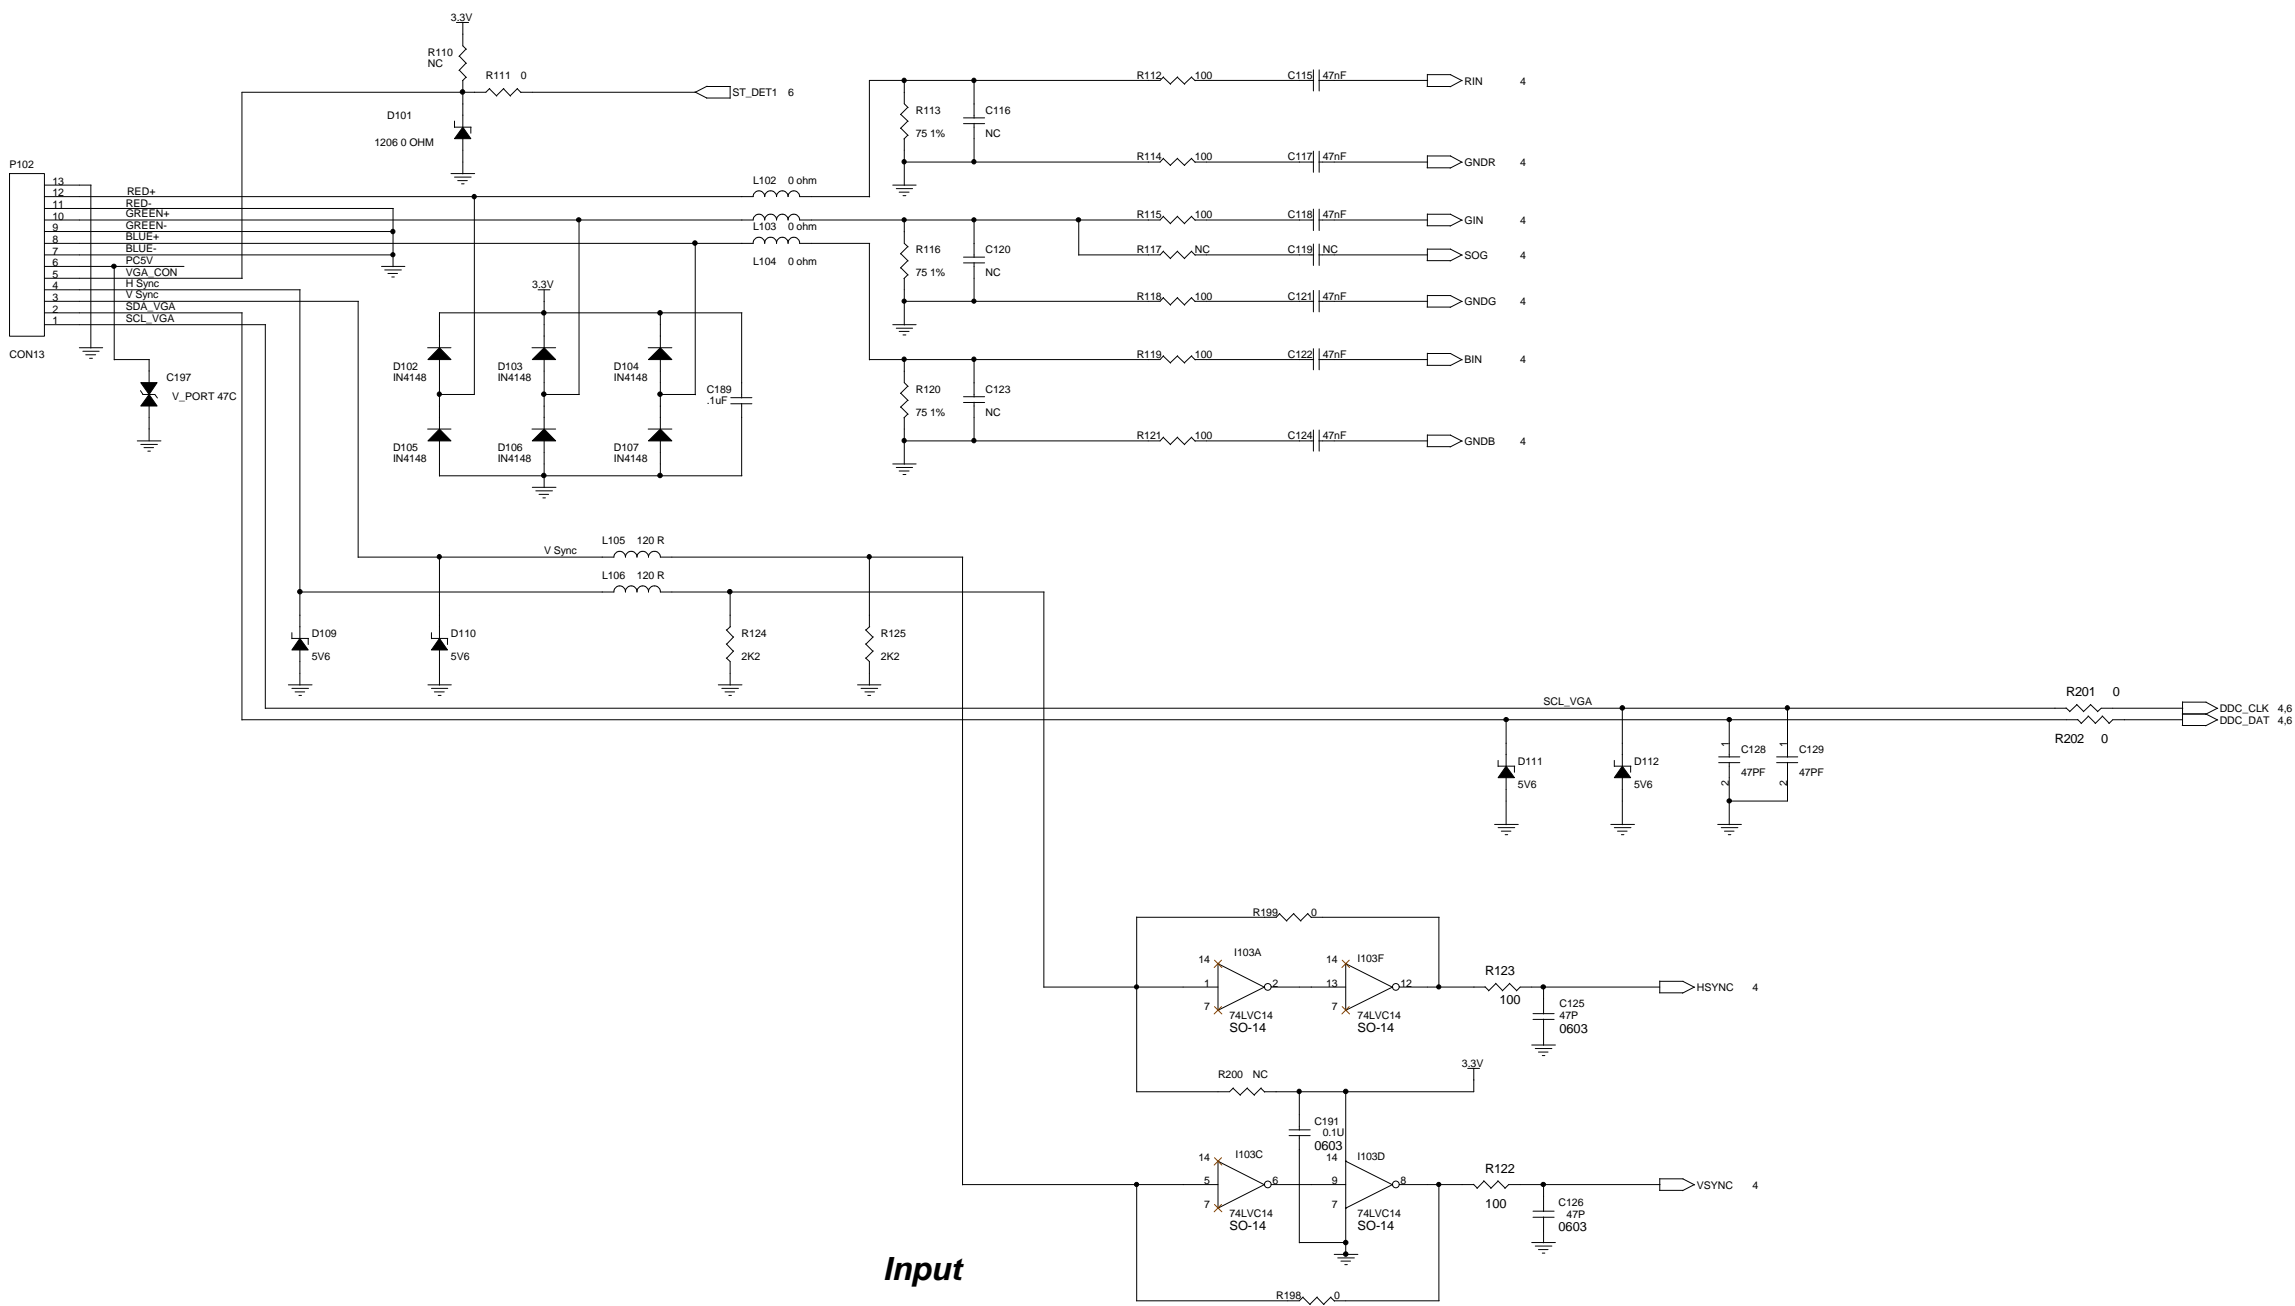 3.3V
R110
NC
R111 0
ST_DET1 6
D101
1206 0 OHM
R112 100
C115 47nF
RIN 4
R113
75 1%
C116
NC
R114 100
C117 47nF
GNDR 4
P102
13
12 RED+
11 RED-
10 GREEN+
9 GREEN-
8 BLUE+
7 BLUE-
6 PC5V
5 VGA_CON
4 H Sync
3 V Sync
2 SDA_VGA
1 SCL_VGA
CON13
L102 0 ohm
L103 0 ohm
L104 0 ohm
R115 100
C118 47nF
GIN 4
R116
75 1%
C120
NC
R117 NC
C119 NC
SOG 4
R118 100
C121 47nF
GNDG 4
C197
V_PORT 47C
3.3V
D102
IN4148
D103
IN4148
D104
IN4148
C189
.1uF
D105
IN4148
D106
IN4148
D107
IN4148
R119 100
C122 47nF
BIN 4
R120
75 1%
C123
NC
R121 100
C124 47nF
GNDB 4
V Sync
L105 120 R
L106 120 R
D109
5V6
D110
5V6
R124
2K2
R125
2K2
SCL_VGA
R201 0
DDC_CLK 4,6
DDC_DAT 4,6
R202 0
D111
5V6
D112
5V6
1
C128
47PF
2
1
C129
47PF
2
R199 0
I103A
14
1 2
7
74LVC14
SO-14
I103F
14
13 12
7
74LVC14
SO-14
R123
100
HSYNC 4
C125
47P
0603
R200 NC
3.3V
C191
0.1U
0603
I103C
14
5 6
7
74LVC14
SO-14
I103D
14
9 8
7
74LVC14
SO-14
R122
100
VSYNC 4
C126
47P
0603
R198 0
Input